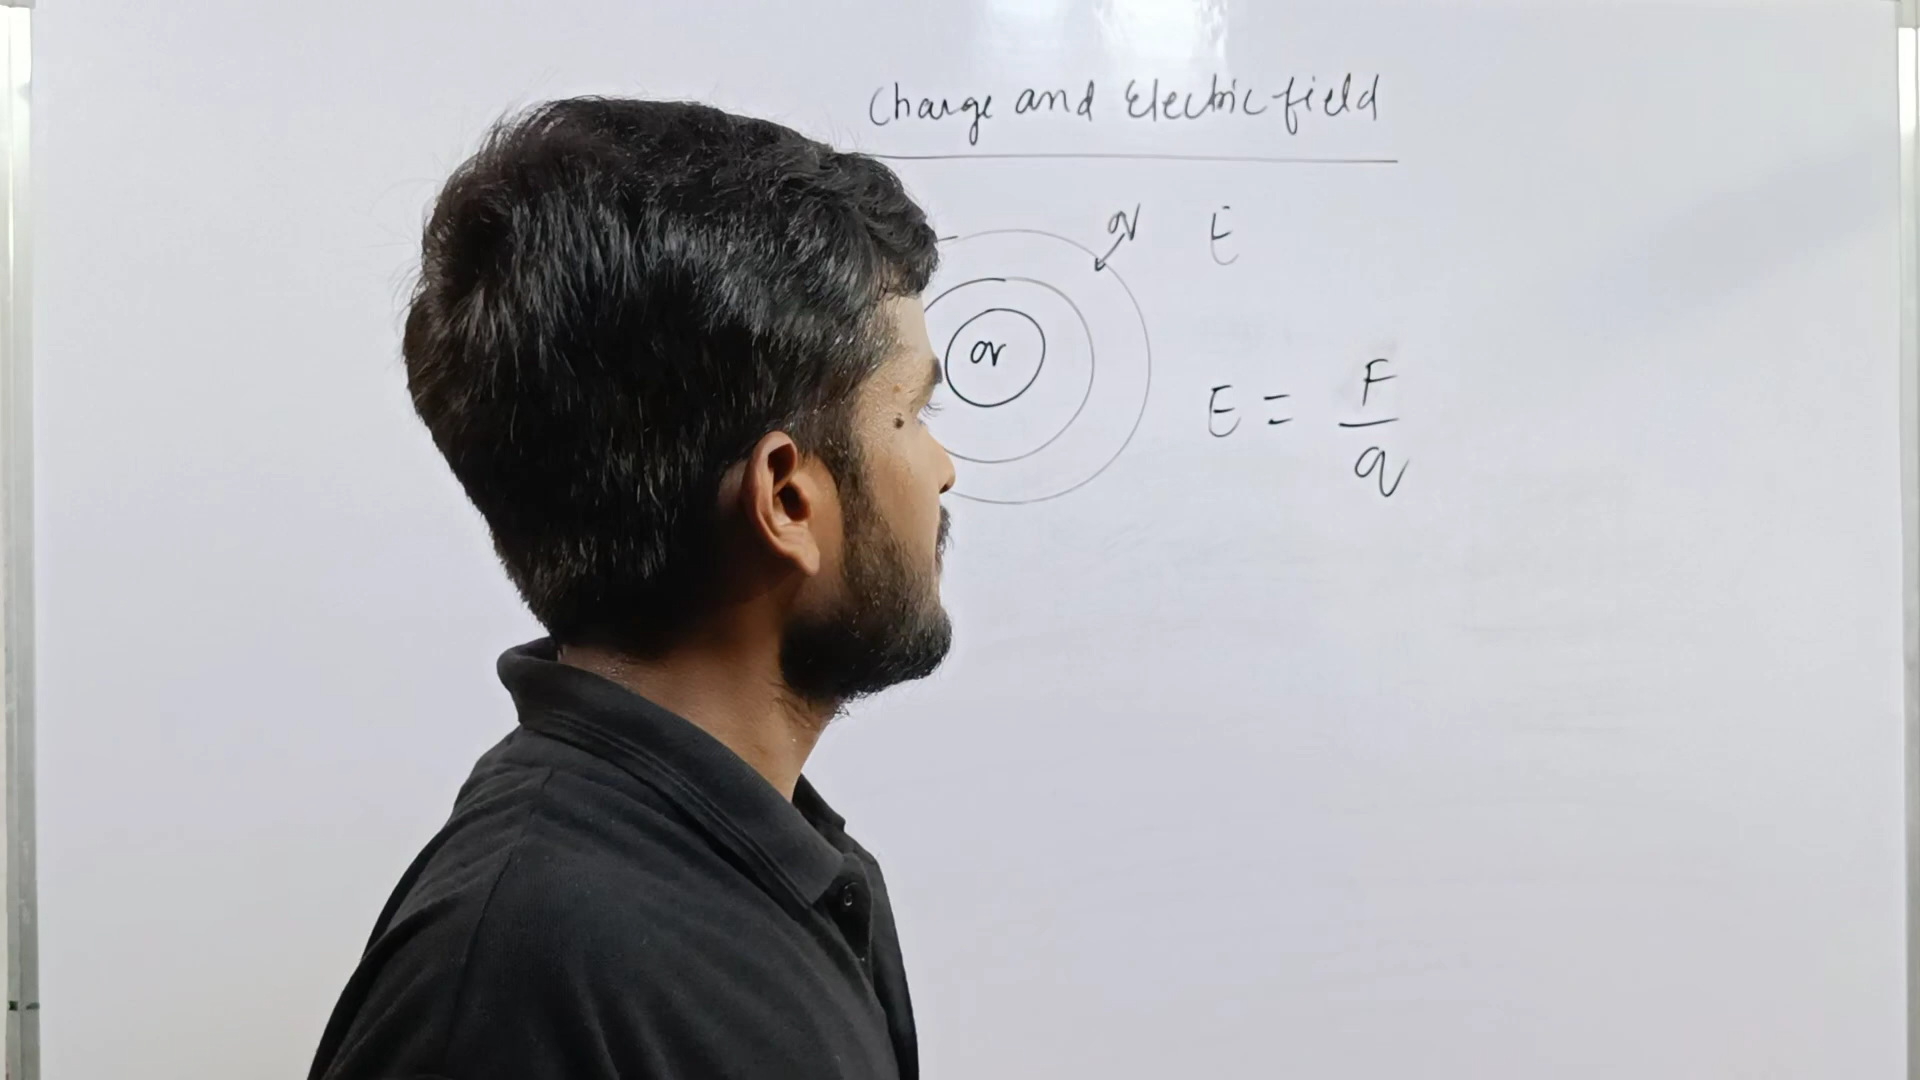 Charge and Electric field
q E
q
E = F/q